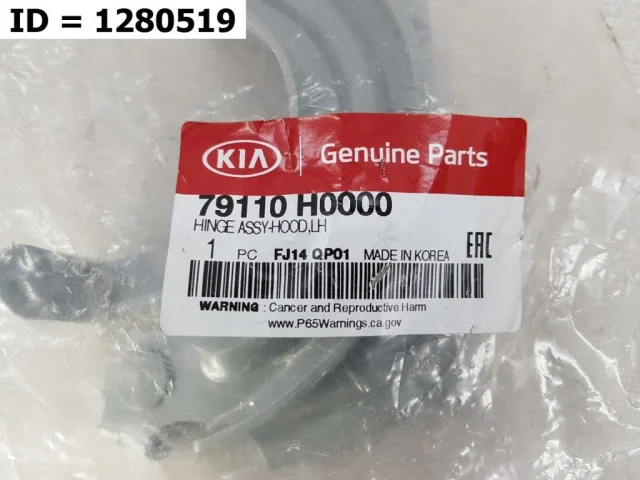 ID = 1280519
KIA Genuine Parts
79110 H0000
HINGE ASSY-HOOD,LH
1 PC FJ14 QP01 MADE IN KOREA EAC
WARNING : Cancer and Reproductive Harm
www.P65Warnings.ca.gov